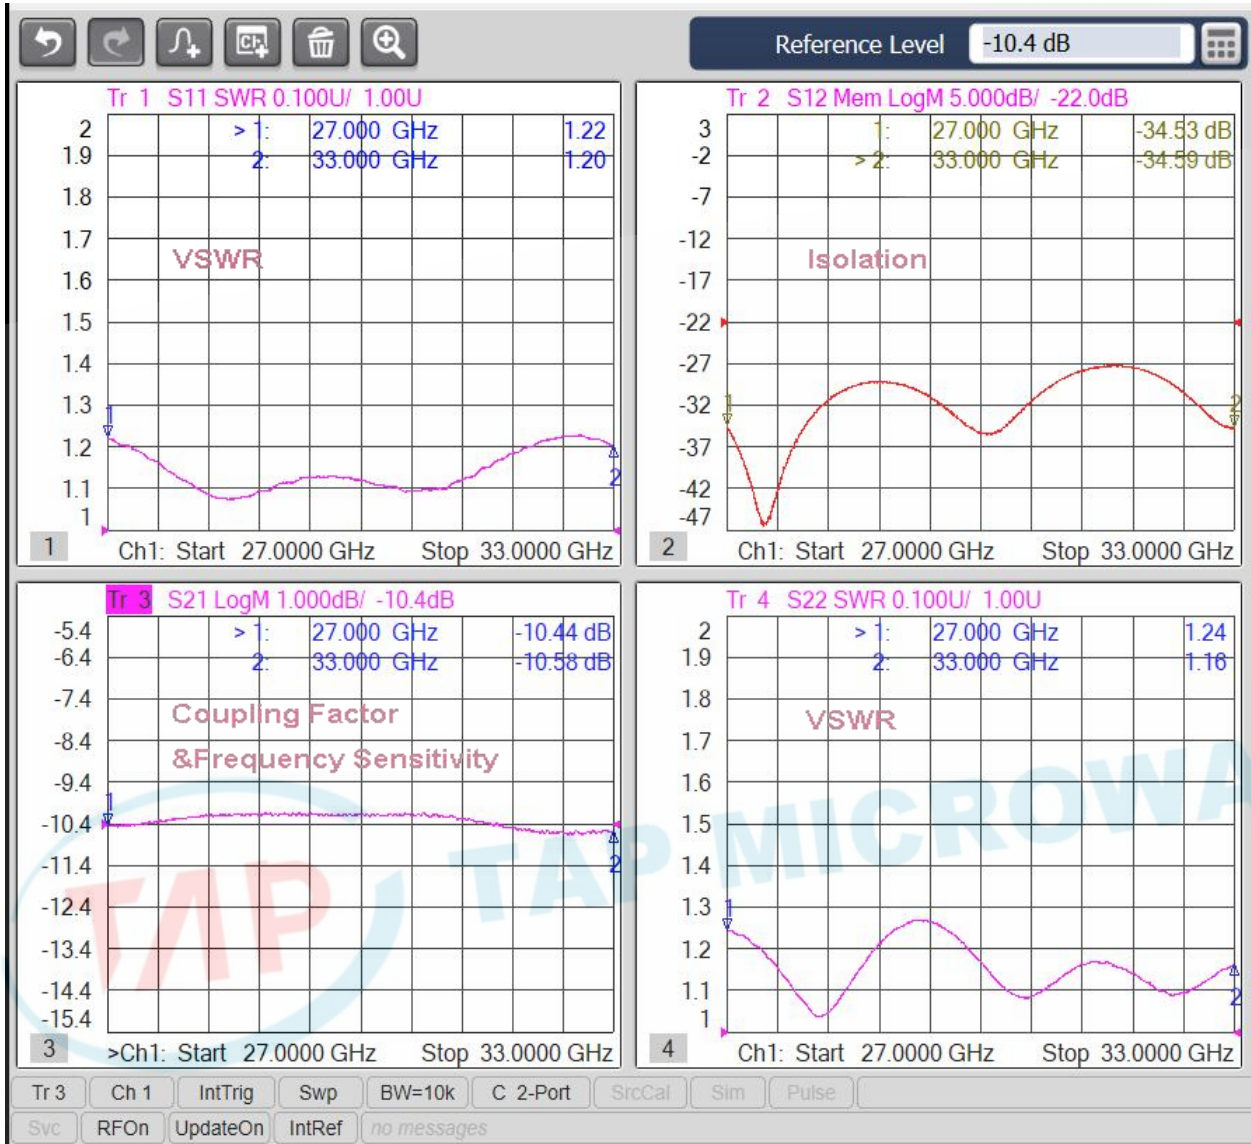 Reference Level -10.4 dB
Tr 1 S11 SWR 0.100U/ 1.00U
2
1.9
1.8
1.7
1.6
1.5
1.4
1.3
1.2
1.1
1
> 1: 27.000 GHz 1.22
2: 33.000 GHz 1.20
VSWR
1
2
1
Ch1: Start 27.0000 GHz Stop 33.0000 GHz
Tr 2 S12 Mem LogM 5.000dB/ -22.0dB
3
-2
-7
-12
-17
-22
-27
-32
-37
-42
-47
1: 27.000 GHz -34.53 dB
> 2: 33.000 GHz -34.59 dB
Isolation
1
2
2
Ch1: Start 27.0000 GHz Stop 33.0000 GHz
Tr 3 S21 LogM 1.000dB/ -10.4dB
-5.4
-6.4
-7.4
-8.4
-9.4
-10.4
-11.4
-12.4
-13.4
-14.4
-15.4
> 1: 27.000 GHz -10.44 dB
2: 33.000 GHz -10.58 dB
Coupling Factor
&Frequency Sensitivity
1
2
3
>Ch1: Start 27.0000 GHz Stop 33.0000 GHz
Tr 4 S22 SWR 0.100U/ 1.00U
2
1.9
1.8
1.7
1.6
1.5
1.4
1.3
1.2
1.1
1
> 1: 27.000 GHz 1.24
2: 33.000 GHz 1.16
VSWR
1
2
4
Ch1: Start 27.0000 GHz Stop 33.0000 GHz
TAP TAP MICROWA
Tr 3 Ch 1 IntTrig Swp BW=10k C 2-Port SrcCal Sim Pulse
Svc RFOn UpdateOn IntRef no messages